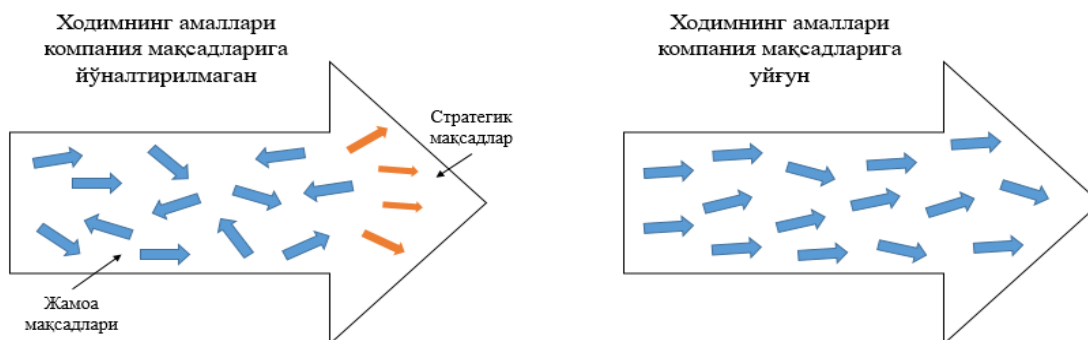 Ходимнинг амаллари
компания мақсадларига
йўналтирилмаган
Стратегик
мақсадлар
Жамоа
мақсадлари
Ходимнинг амаллари
компания мақсадларига
уйғун